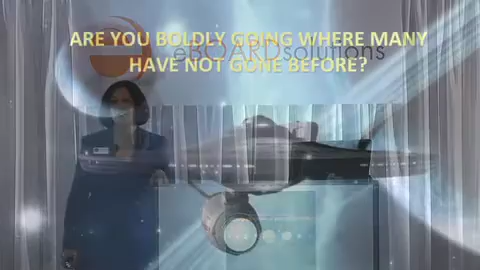 ARE YOU BOLDLY GOING WHERE MANY
eBOARDsolutions
HAVE NOT GONE BEFORE?